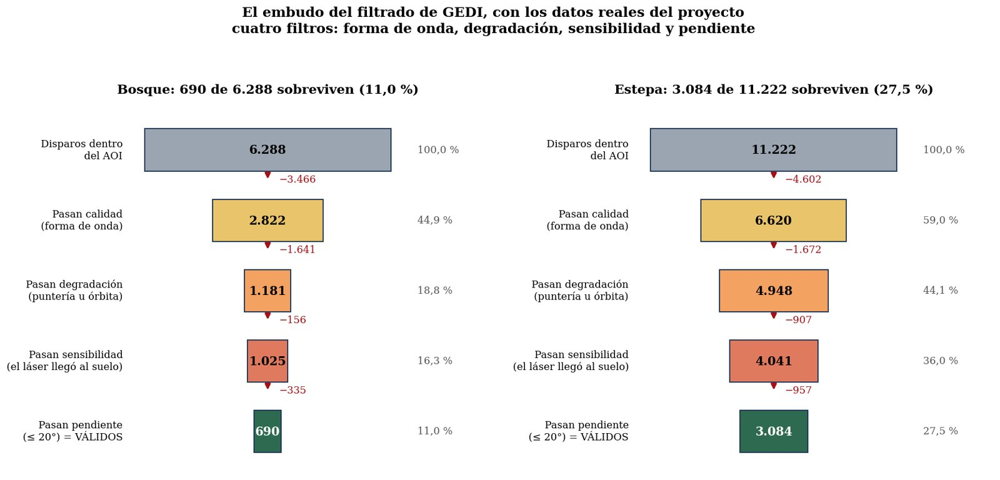 El embudo del filtrado de GEDI, con los datos reales del proyecto
cuatro filtros: forma de onda, degradación, sensibilidad y pendiente
Bosque: 690 de 6.288 sobreviven (11,0 %)
Disparos dentro
del AOI
6.288
100,0 %
−3.466
Pasan calidad
(forma de onda)
2.822
44,9 %
−1.641
Pasan degradación
(puntería u órbita)
1.181
18,8 %
−156
Pasan sensibilidad
(el láser llegó al suelo)
1.025
16,3 %
−335
Pasan pendiente
(≤ 20°) = VÁLIDOS
690
11,0 %
Estepa: 3.084 de 11.222 sobreviven (27,5 %)
Disparos dentro
del AOI
11.222
100,0 %
−4.602
Pasan calidad
(forma de onda)
6.620
59,0 %
−1.672
Pasan degradación
(puntería u órbita)
4.948
44,1 %
−907
Pasan sensibilidad
(el láser llegó al suelo)
4.041
36,0 %
−957
Pasan pendiente
(≤ 20°) = VÁLIDOS
3.084
27,5 %